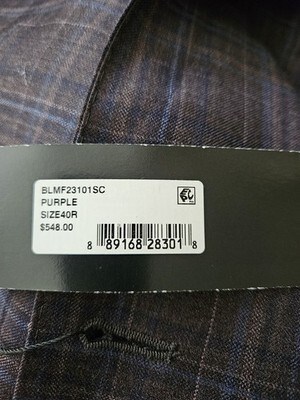 BLMF23101SC
PURPLE
SIZE40R
$548.00
8 89168 28301 8